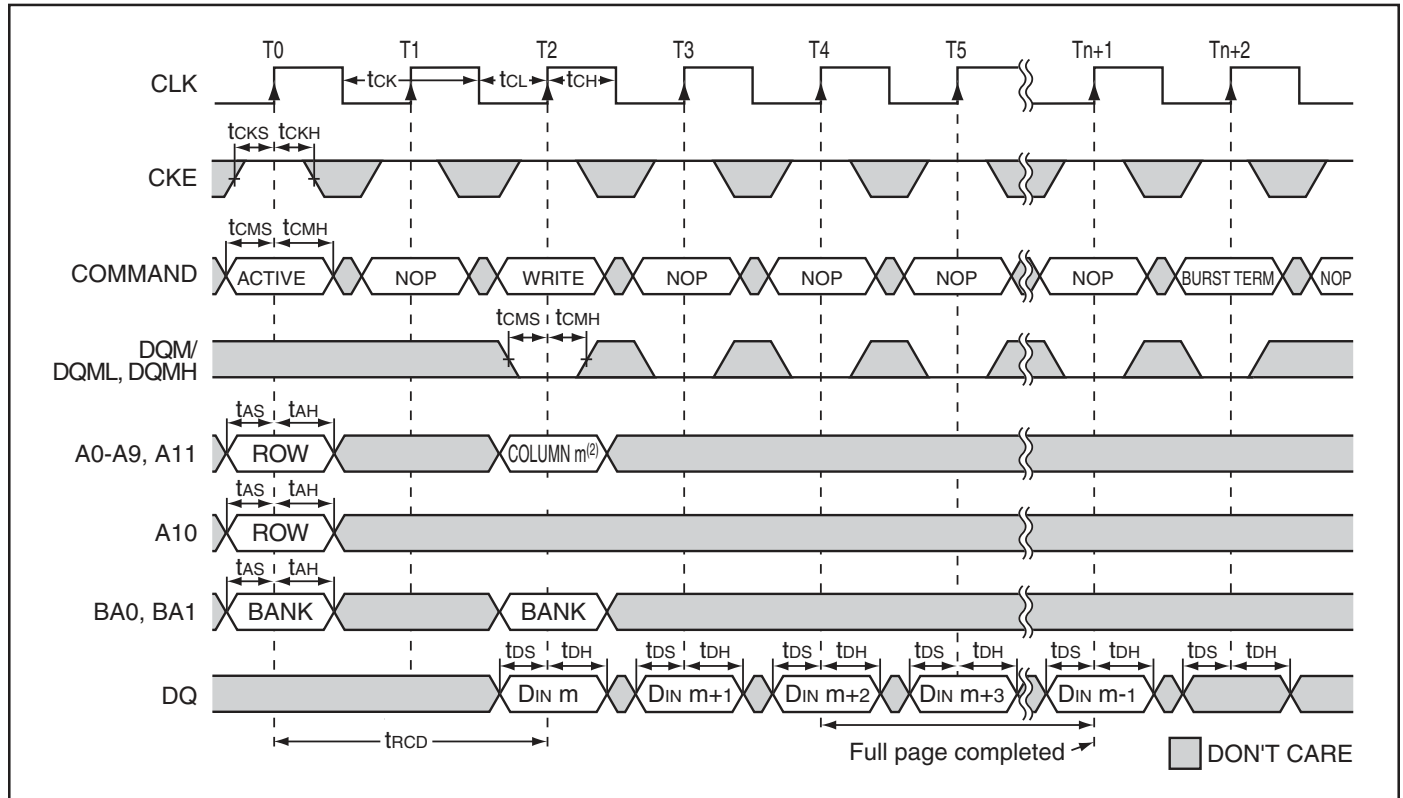 T0 T1 T2 T3 T4 T5 Tn+1 Tn+2
CLK
tCK tCL tCH
tCKS tCKH
CKE
tCMS tCMH
COMMAND ACTIVE NOP WRITE NOP NOP NOP NOP BURST TERM NOP
tCMS tCMH
DQM/
DQML, DQMH
tAS tAH
A0-A9, A11 ROW COLUMN m(2)
tAS tAH
A10 ROW
tAS tAH
BA0, BA1 BANK BANK
tDS tDH tDS tDH tDS tDH tDS tDH tDS tDH tDS tDH
DQ DIN m DIN m+1 DIN m+2 DIN m+3 DIN m-1
tRCD
Full page completed
DON'T CARE